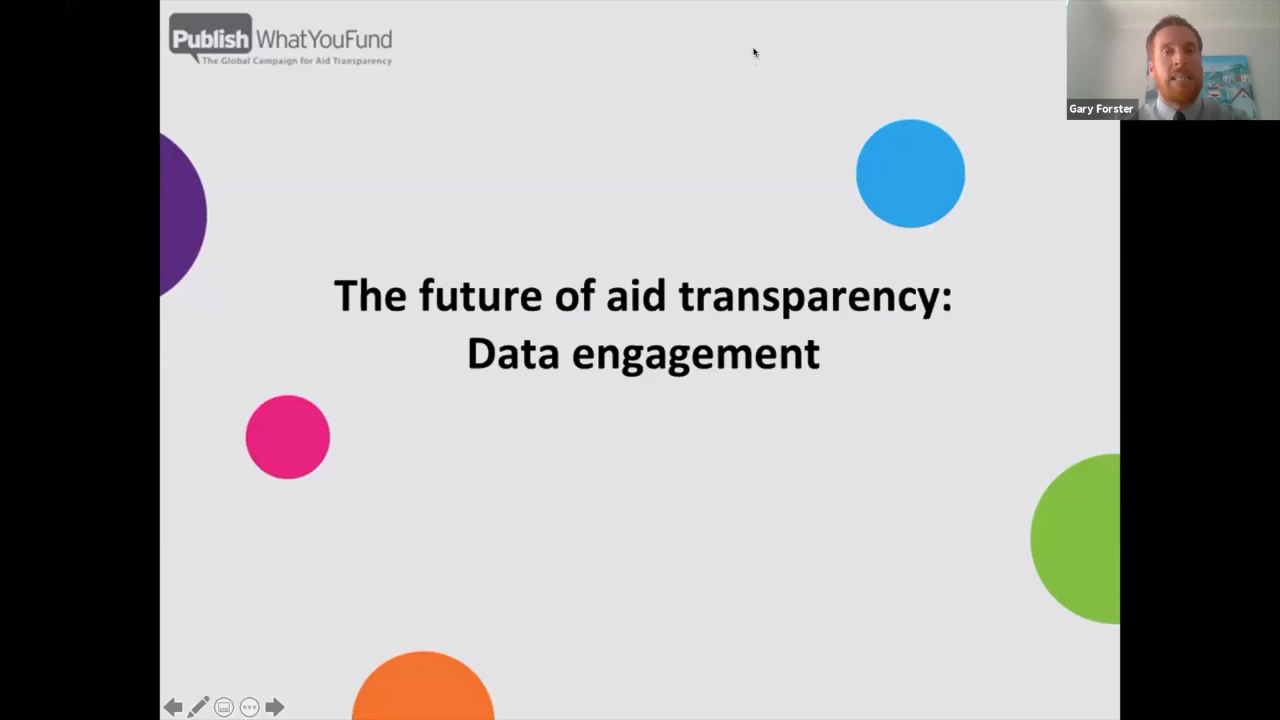 Publish WhatYouFund
The Global Campaign for Aid Transparency
Gary Forster
The future of aid transparency:
Data engagement